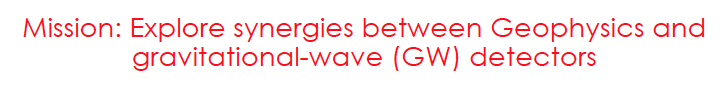 Mission: Explore synergies between Geophysics and
gravitational-wave (GW) detectors